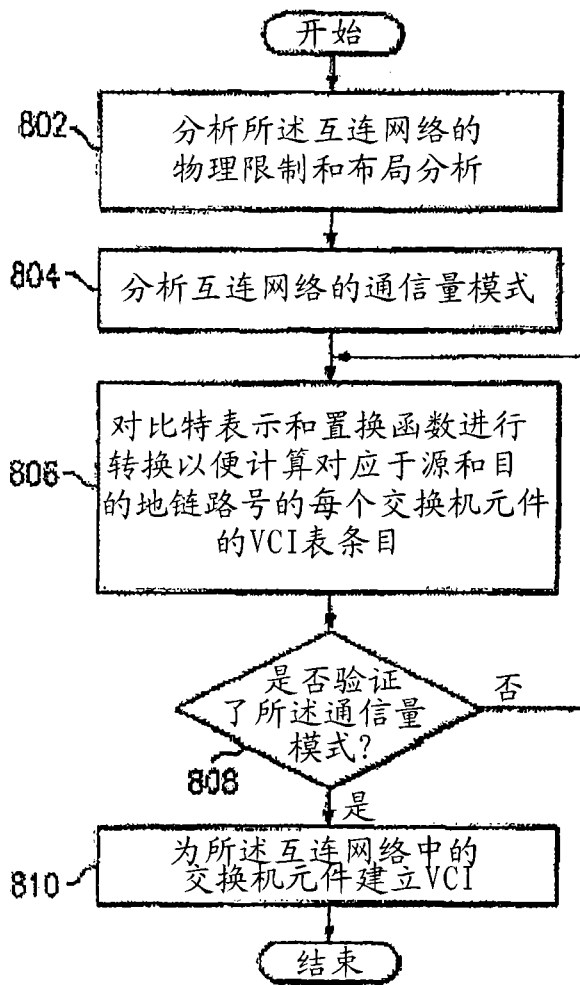 开始
802
分析所述互连网络的
物理限制和布局分析
804
分析互连网络的通信量模式
806
对比特表示和置换函数进行
转换以便计算对应于源和目
的地链路号的每个交换机元件
的VCI表条目
是否验证
了所述通信量
模式?
否
808
是
810
为所述互连网络中的
交换机元件建立VCI
结束